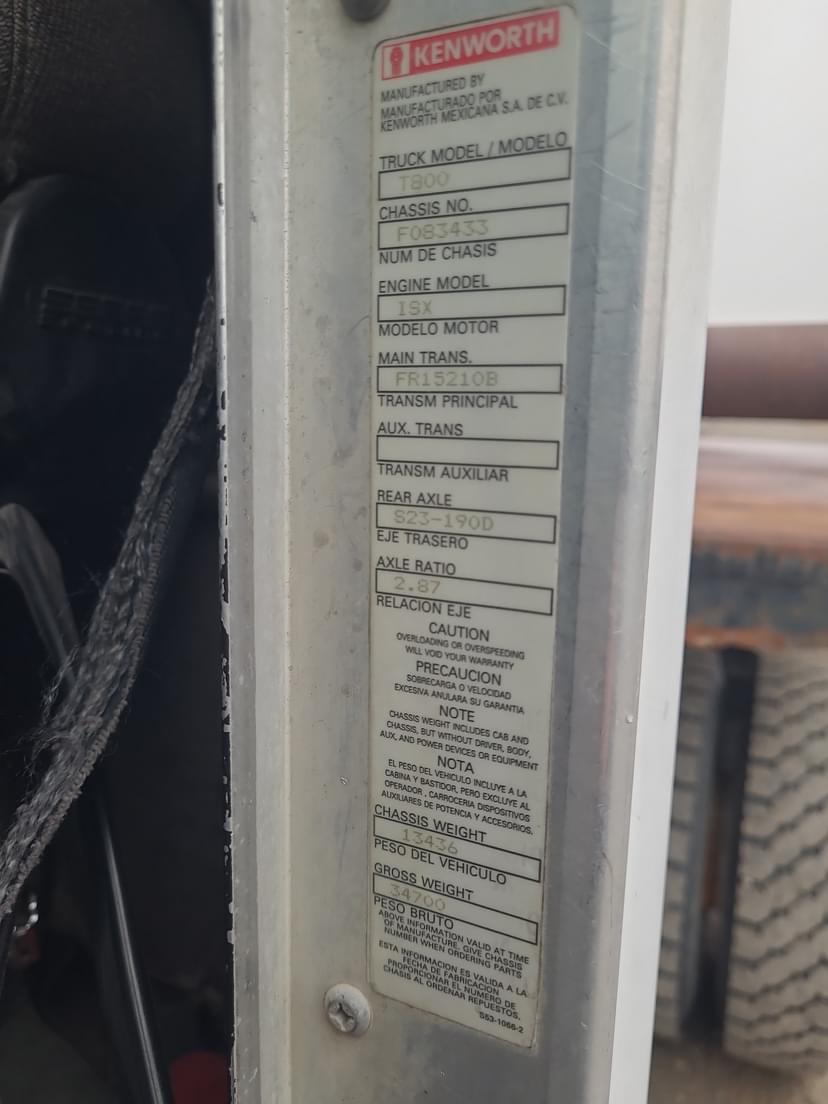 KENWORTH
MANUFACTURED BY
MANUFACTURADO POR
KENWORTH MEXICANA S.A. DE C.V.
TRUCK MODEL / MODELO
T800
CHASSIS NO.
F083433
NUM DE CHASIS
ENGINE MODEL
ISX
MODELO MOTOR
MAIN TRANS.
FR15210B
TRANSM PRINCIPAL
AUX. TRANS
TRANSM AUXILIAR
REAR AXLE
S23-190D
EJE TRASERO
AXLE RATIO
2.87
RELACION EJE
CAUTION
OVERLOADING OR OVERSPEEDING
WILL VOID YOUR WARRANTY
PRECAUCION
SOBRECARGA O VELOCIDAD
EXCESIVA ANULARA SU GARANTIA
NOTE
CHASSIS WEIGHT INCLUDES CAB AND
CHASSIS, BUT WITHOUT DRIVER, BODY,
AUX, AND POWER DEVICES OR EQUIPMENT
NOTA
EL PESO DEL VEHICULO INCLUYE A LA
CABINA Y BASTIDOR, PERO EXCLUYE AL
OPERADOR , CARROCERIA DISPOSITIVOS
AUXILIARES DE POTENCIA Y ACCESORIOS.
CHASSIS WEIGHT
13436
PESO DEL VEHICULO
GROSS WEIGHT
34700
PESO BRUTO
ABOVE INFORMATION VALID AT TIME
OF MANUFACTURE. GIVE CHASSIS
NUMBER WHEN ORDERING PARTS
ESTA INFORMACION ES VALIDA A LA
FECHA DE FABRICACION
PROPORCIONAR EL NUMERO DE
CHASIS AL ORDENAR REPUESTOS.
S53-1066-2